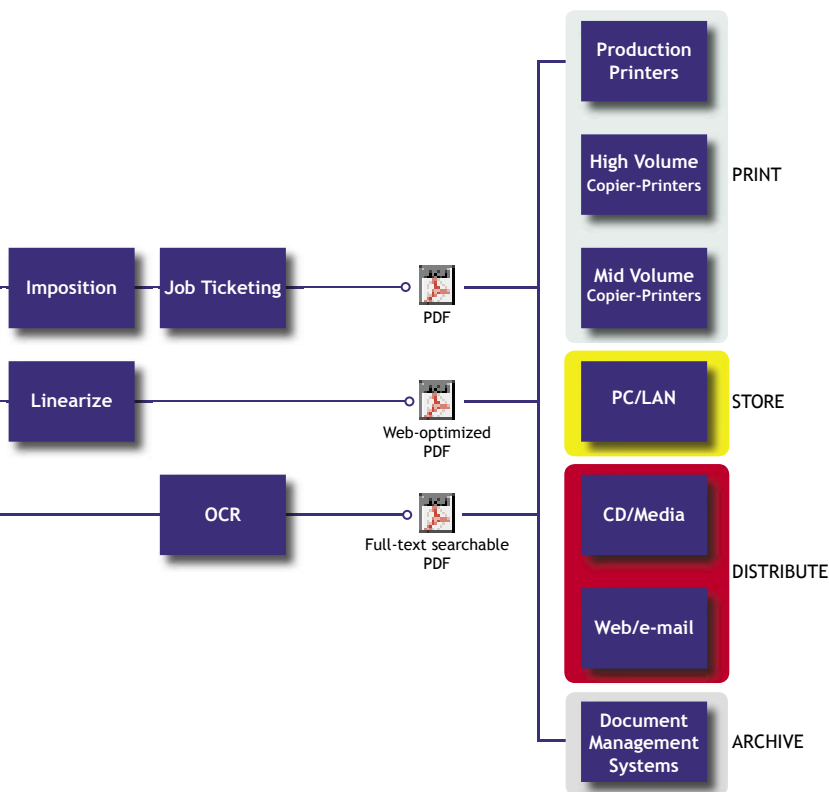 Production
Printers
High Volume
Copier-Printers
PRINT
Mid Volume
Copier-Printers
Imposition
Job Ticketing
PDF
Linearize
Web-optimized
PDF
PC/LAN
STORE
OCR
Full-text searchable
PDF
CD/Media
DISTRIBUTE
Web/e-mail
Document
Management
Systems
ARCHIVE